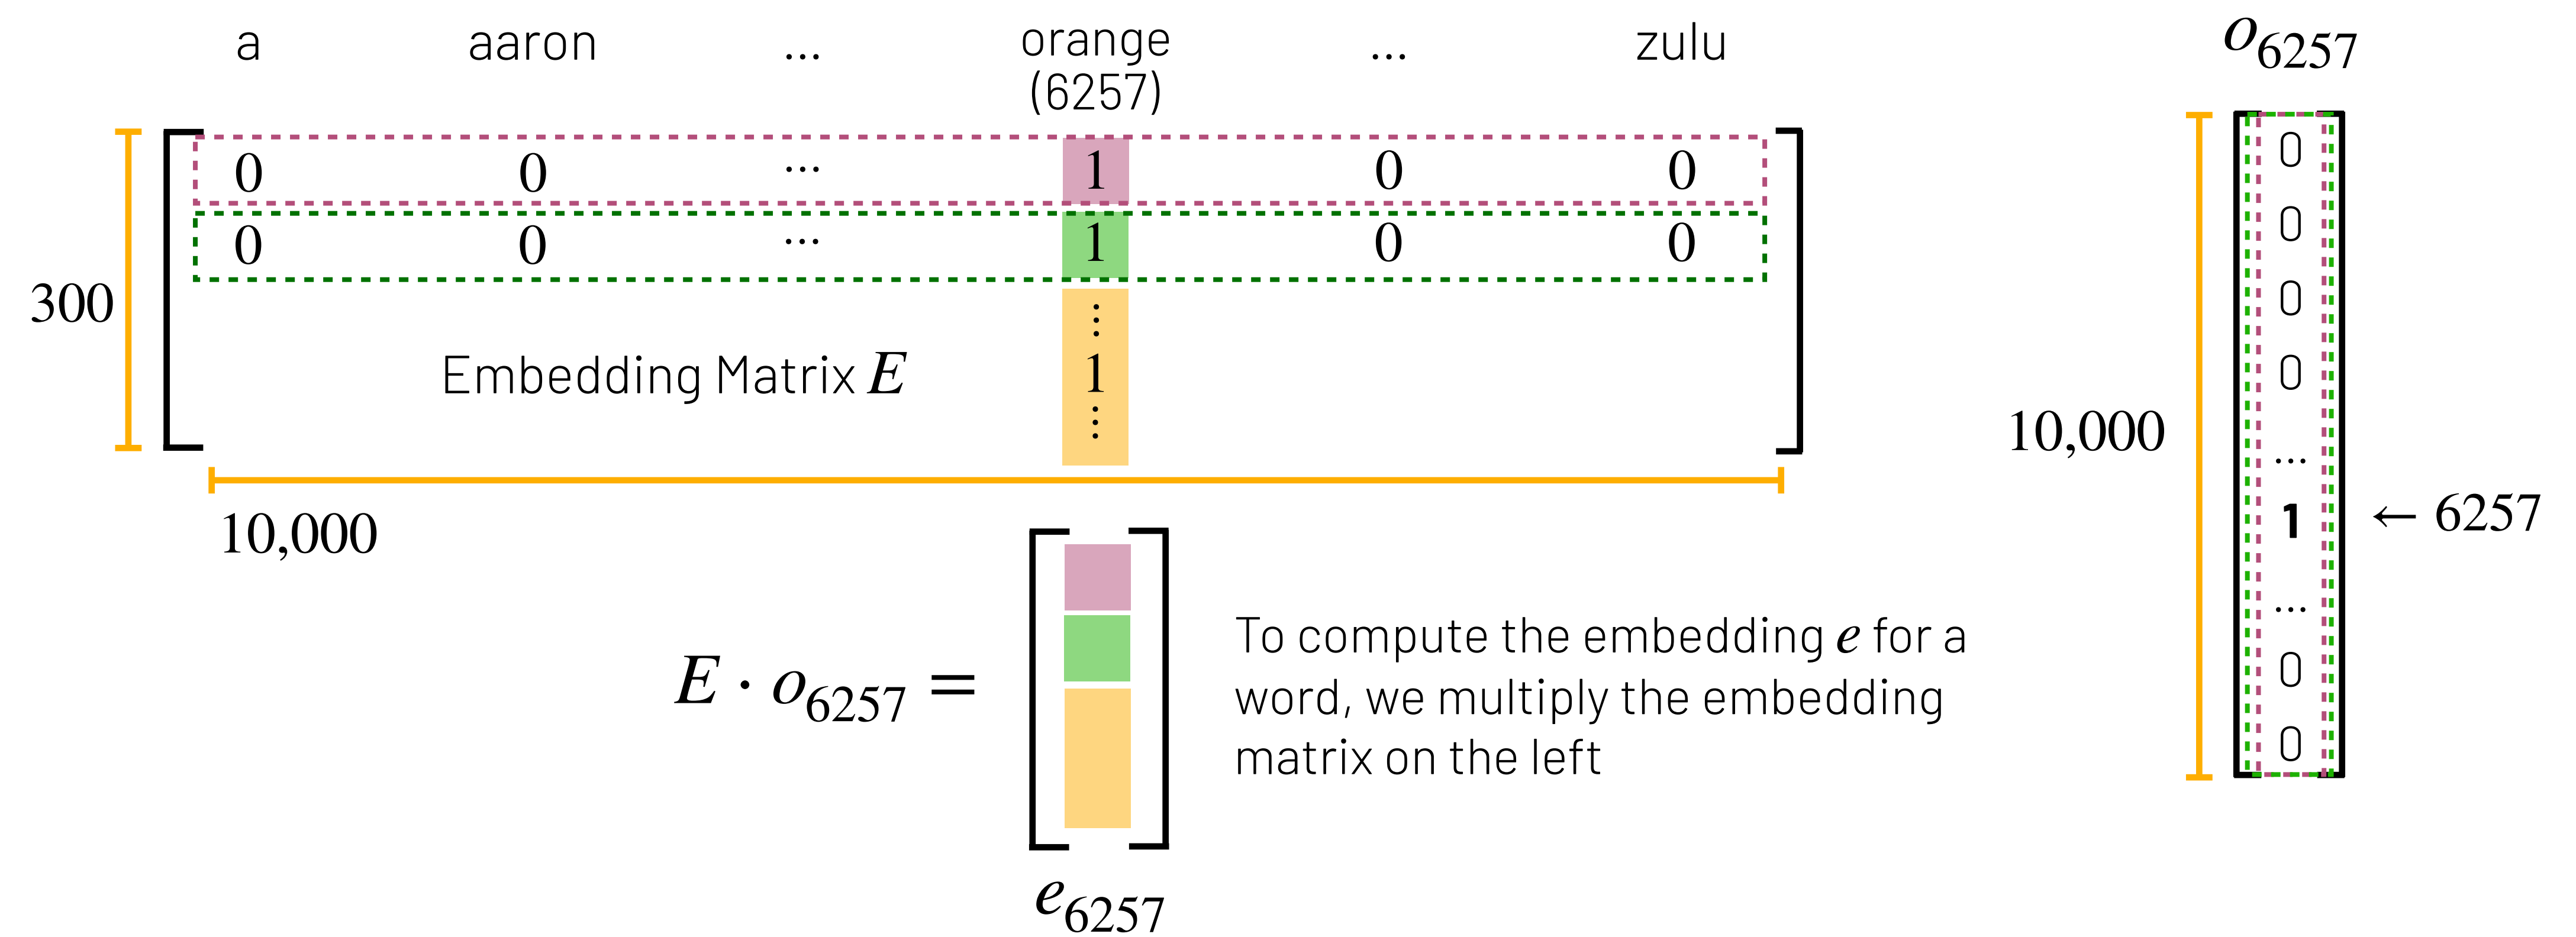 a aaron ... orange ... zulu o₆₂₅₇
(6257)
0 0 ... 1 0 0
0 0 ... 1 0 0
300
⋮
Embedding Matrix E 1
⋮
10,000
0
0
0
0
10,000
...
1 ← 6257
...
0
0
E · o₆₂₅₇ =
To compute the embedding e for a
word, we multiply the embedding
matrix on the left
e₆₂₅₇